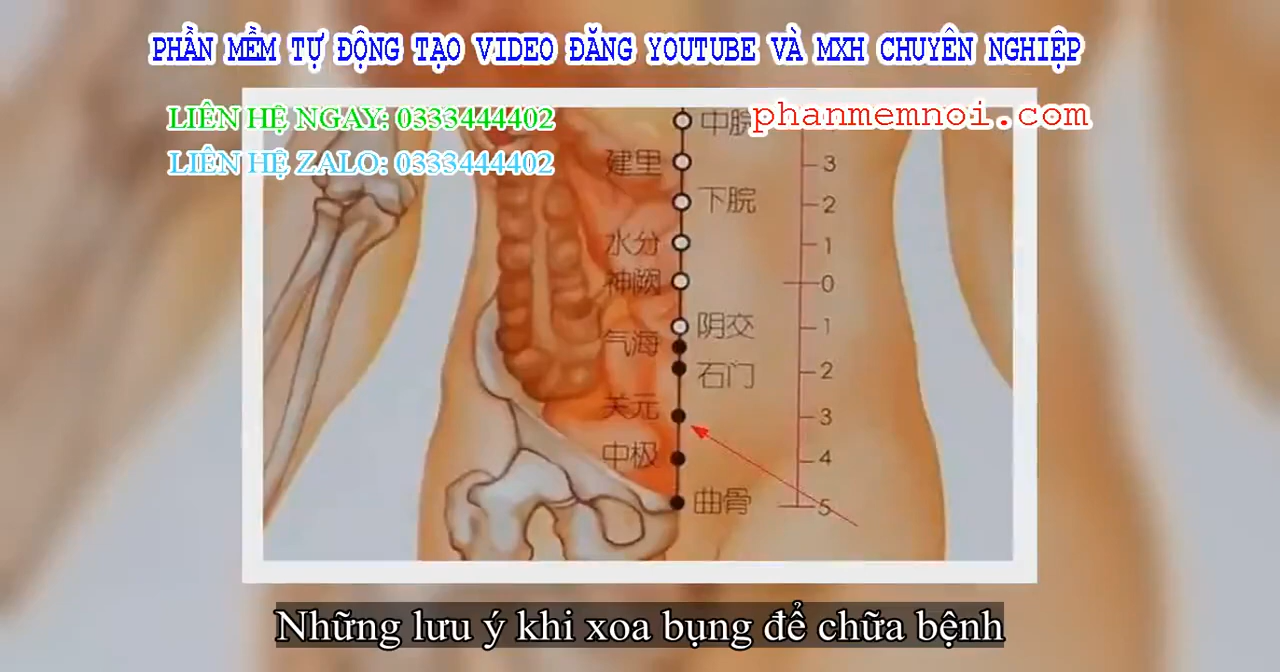 PHẦN MỀM TỰ ĐỘNG TẠO VIDEO ĐĂNG YOUTUBE VÀ MXH CHUYÊN NGHIỆP
LIÊN HỆ NGAY: 0333444402
phanmemnoi.com
LIÊN HỆ ZALO: 0333444402
中脘
建里
3
下脘
2
水分
1
神阙
0
阴交
1
气海
石门
2
关元
3
中极
4
曲骨
5
Những lưu ý khi xoa bụng để chữa bệnh